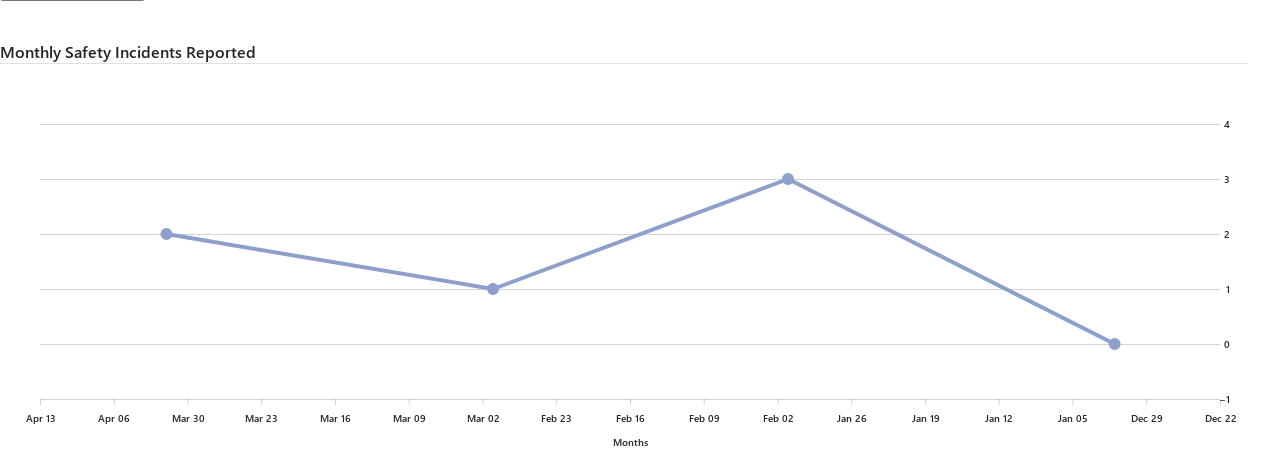 Monthly Safety Incidents Reported
4
3
2
1
0
-1
Apr 13 Apr 06 Mar 30 Mar 23 Mar 16 Mar 09 Mar 02 Feb 23 Feb 16 Feb 09 Feb 02 Jan 26 Jan 19 Jan 12 Jan 05 Dec 29 Dec 22
Months